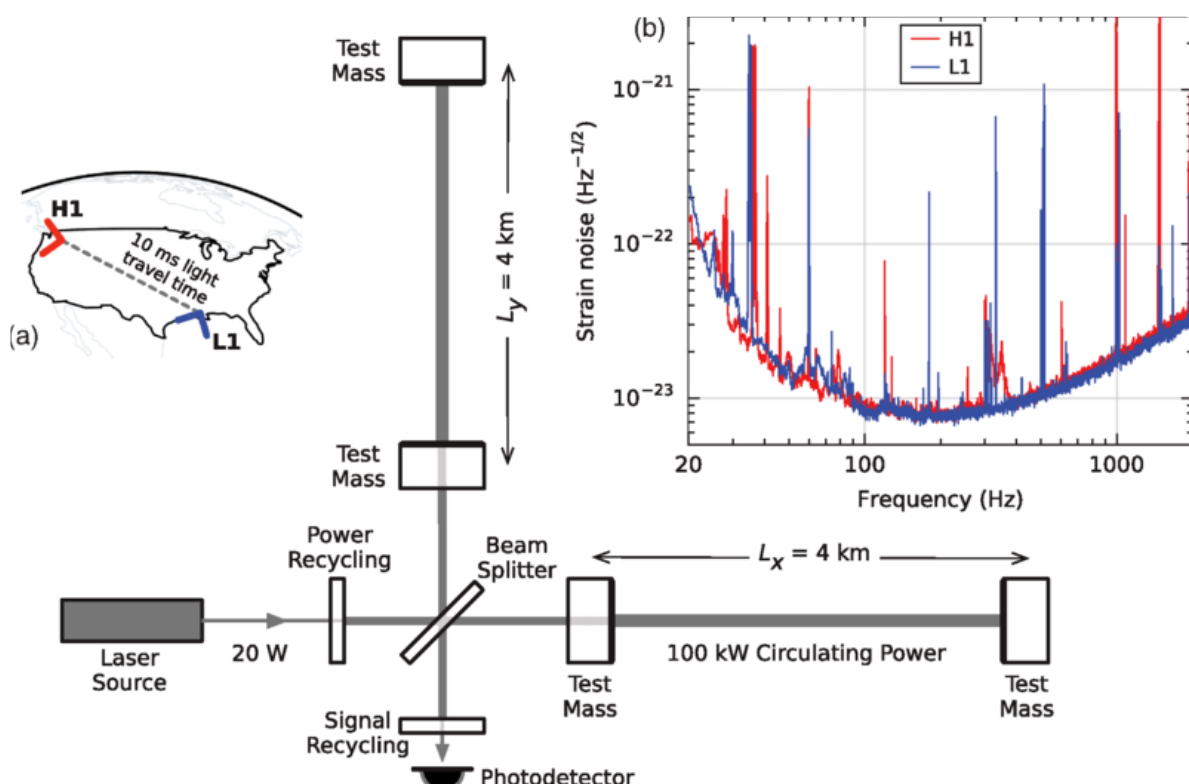 (a)
H1
10 ms light
travel time
L1
Test
Mass
Ly = 4 km
Test
Mass
(b)
H1
L1
Strain noise (Hz−1/2)
10−21
10−22
10−23
20
100
1000
Frequency (Hz)
Laser
Source
20 W
Power
Recycling
Beam
Splitter
Lx = 4 km
Test
Mass
100 kW Circulating Power
Test
Mass
Signal
Recycling
Photodetector